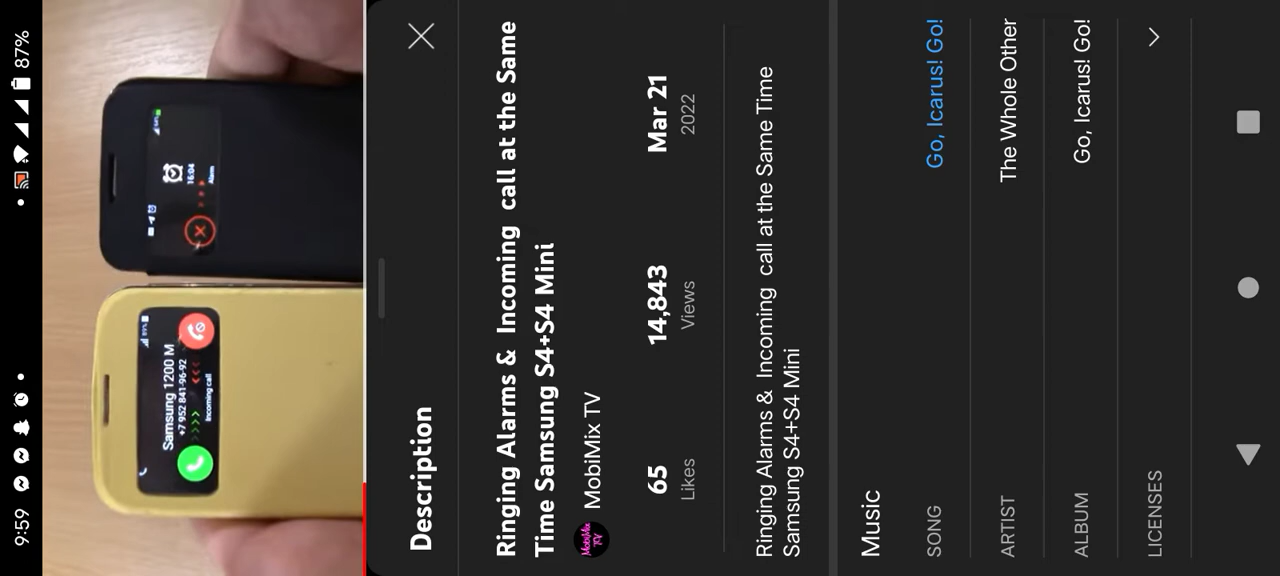 9:59
87%
16:04
Alarm
Samsung 1200 M
+7 952 841-96-92
Incoming call
Description
Ringing Alarms & Incoming call at the Same
Time Samsung S4+S4 Mini
MobiMix TV
65
14,843
Mar 21
Likes
Views
2022
Ringing Alarms & Incoming call at the Same Time
Samsung S4+S4 Mini
Music
SONG
Go, Icarus! Go!
ARTIST
The Whole Other
ALBUM
Go, Icarus! Go!
LICENSES